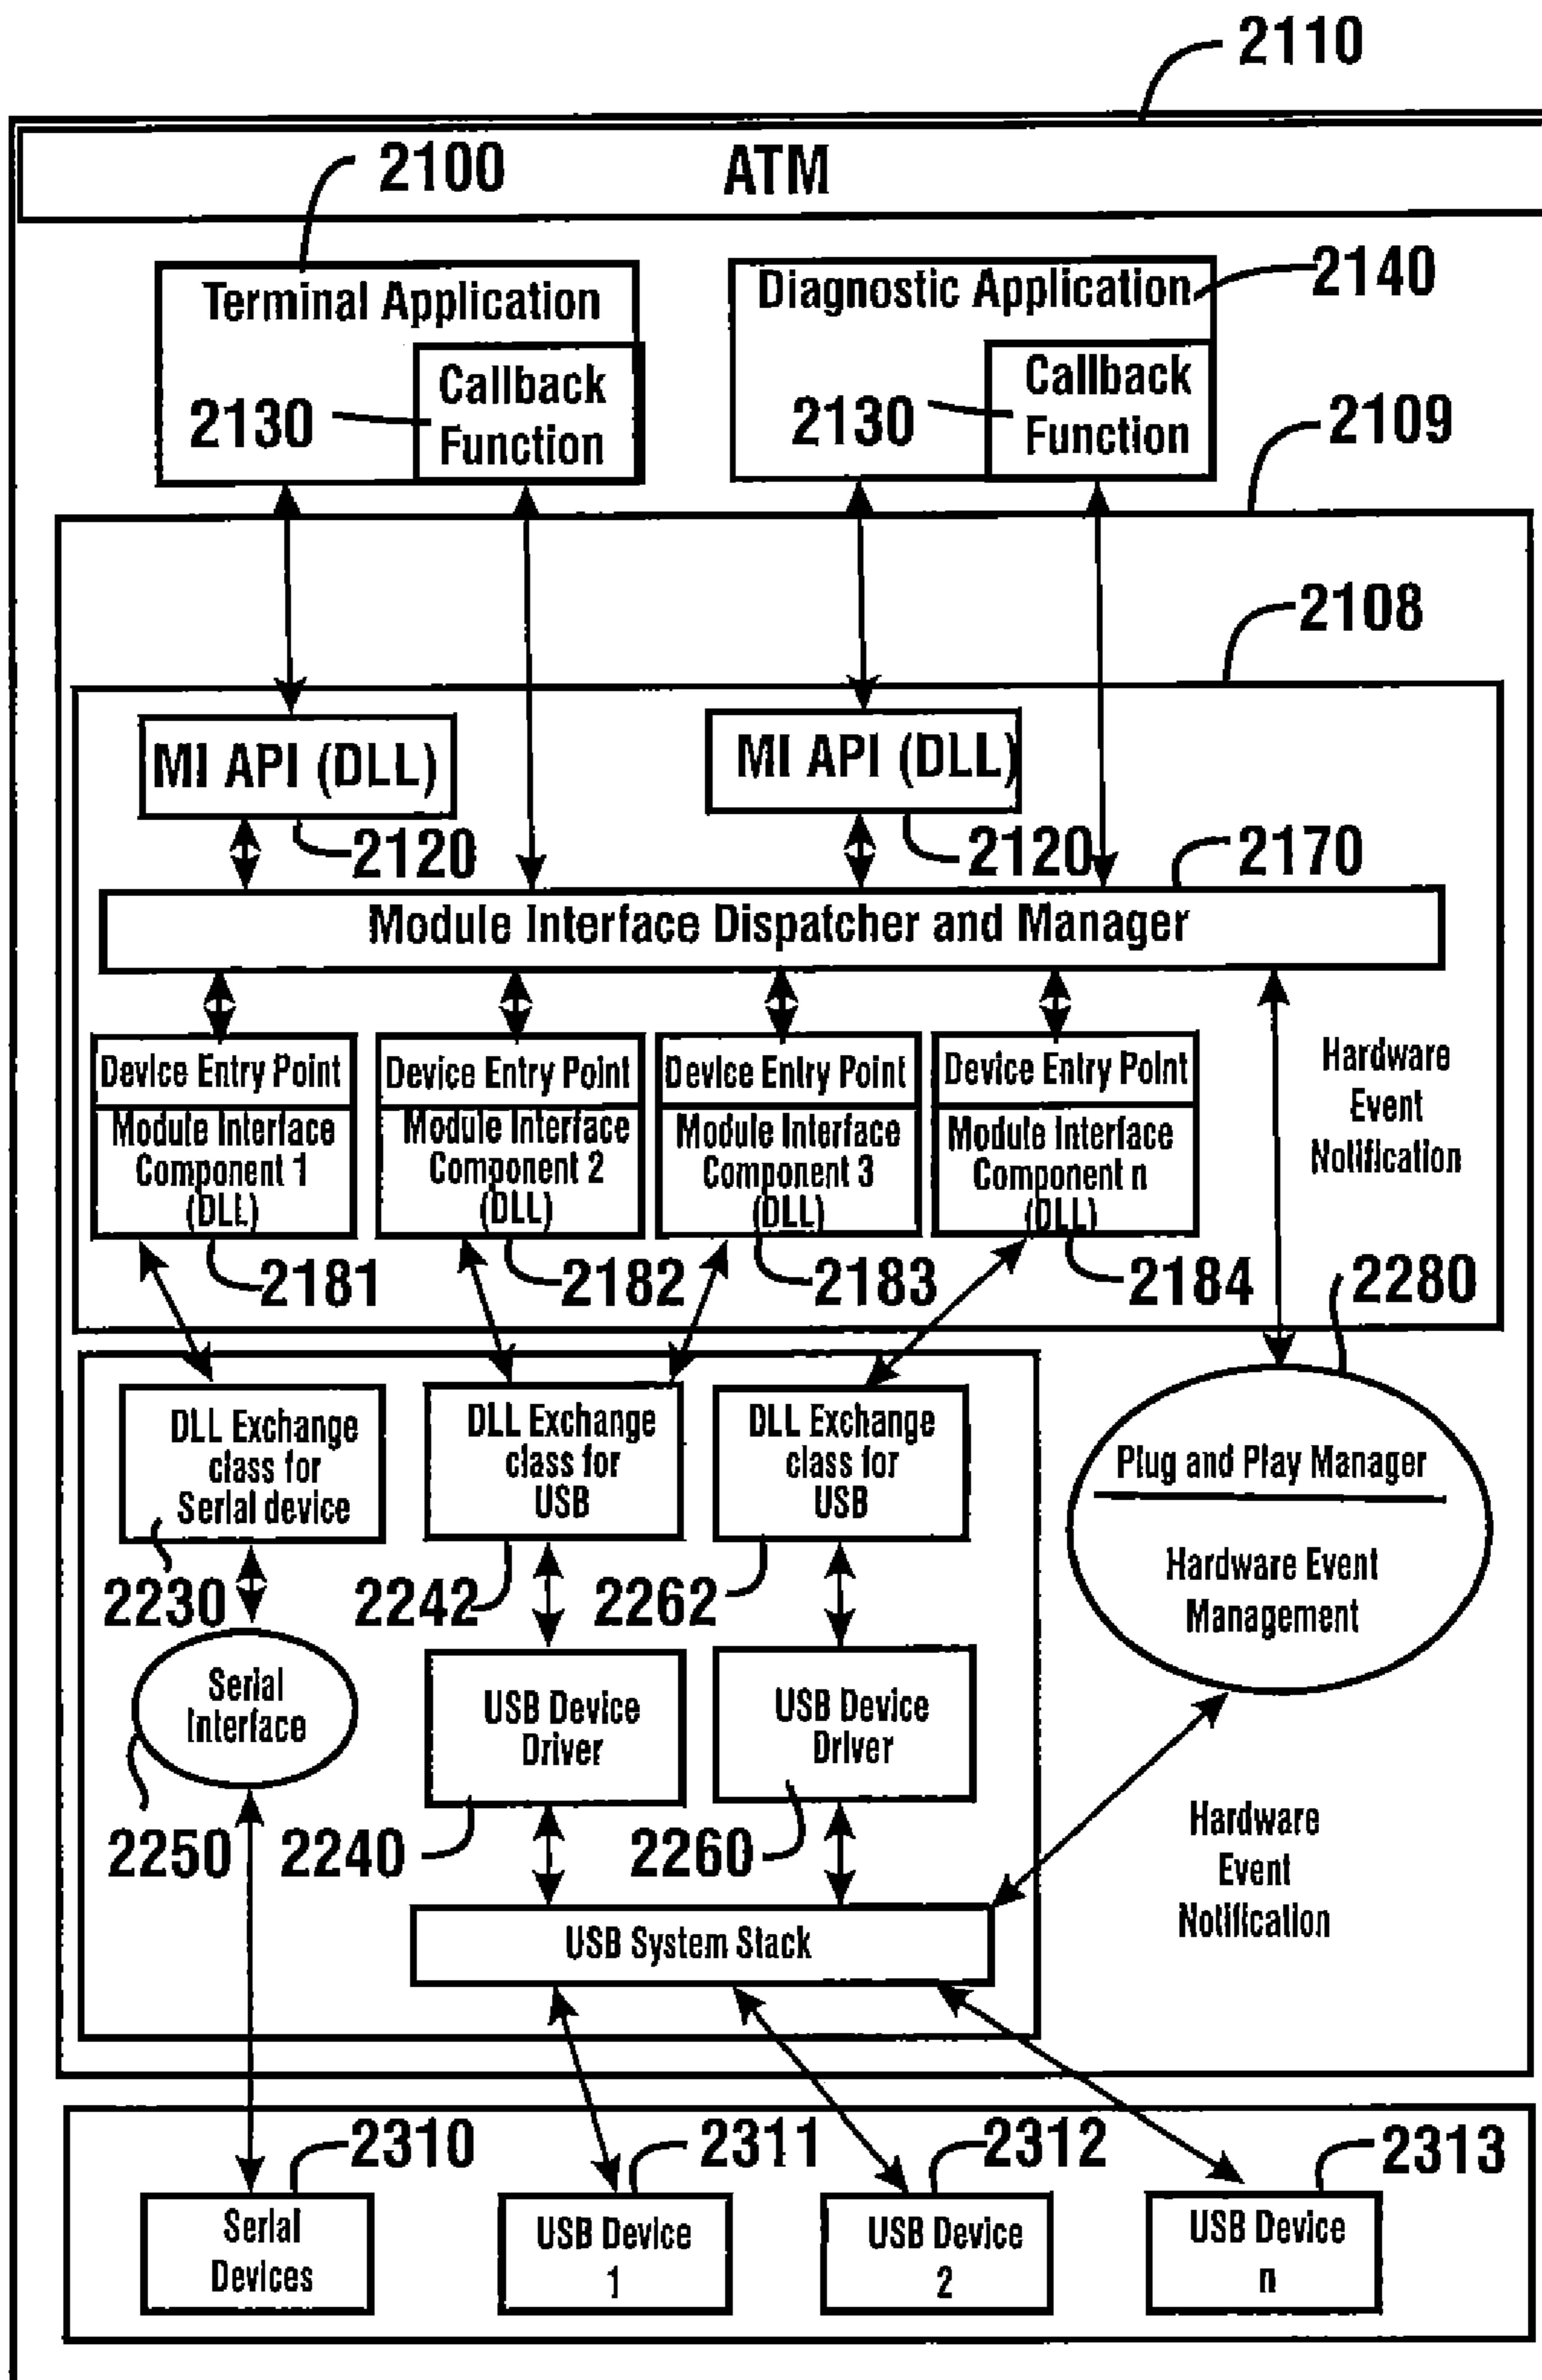 2110
ATM
2100
Terminal Application
Callback
Function
2130
Diagnostic Application
2140
Callback
Function
2130
2109
2108
MI API (DLL)
2120
MI API (DLL)
2120
2170
Module Interface Dispatcher and Manager
Device Entry Point
Module Interface
Component 1
(DLL)
2181
Device Entry Point
Module Interface
Component 2
(DLL)
2182
Device Entry Point
Module Interface
Component 3
(DLL)
2183
Device Entry Point
Module Interface
Component n
(DLL)
2184
Hardware
Event
Notification
2280
DLL Exchange
class for
Serial device
2230
DLL Exchange
class for
USB
2242
DLL Exchange
class for
USB
2262
Plug and Play Manager
Hardware Event
Management
Serial
Interface
2250
USB Device
Driver
2240
USB Device
Driver
2260
Hardware
Event
Notification
USB System Stack
2310
Serial
Devices
2311
USB Device
1
2312
USB Device
2
2313
USB Device
n